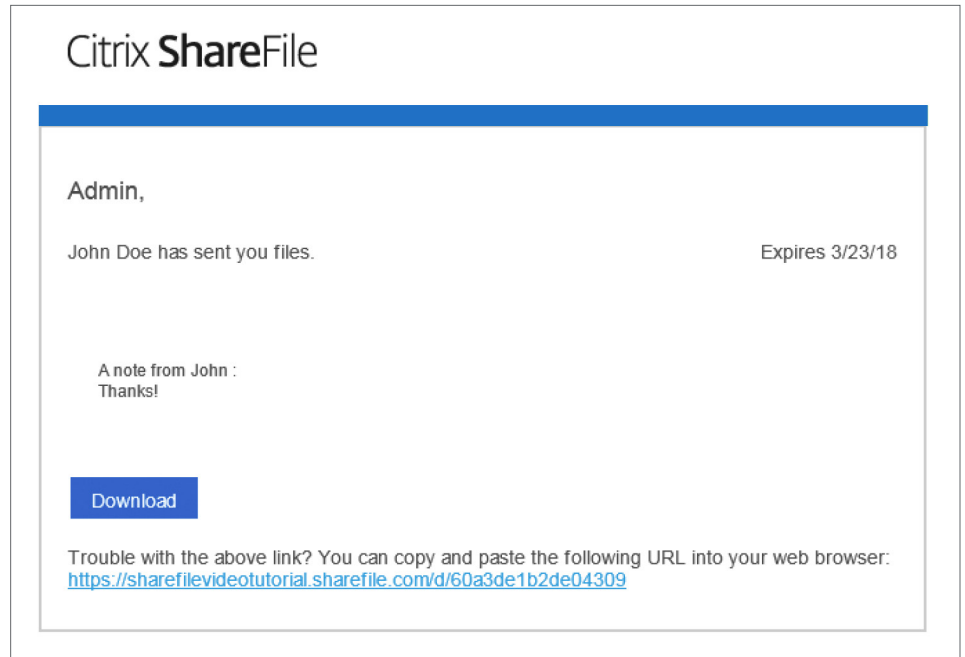 Citrix ShareFile
Admin,
John Doe has sent you files.
Expires 3/23/18
A note from John :
Thanks!
Download
Trouble with the above link? You can copy and paste the following URL into your web browser:
https://sharefilevideotutorial.sharefile.com/d/60a3de1b2de04309